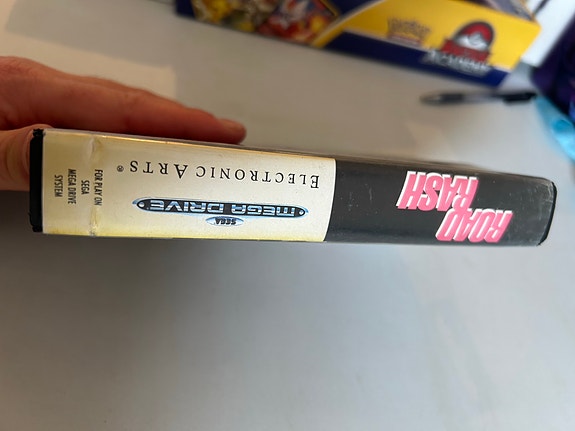 ROAD
RASH
ELECTRONIC ARTS®
SEGA
MEGA DRIVE
FOR PLAY ON
SEGA
MEGA DRIVE
SYSTEM